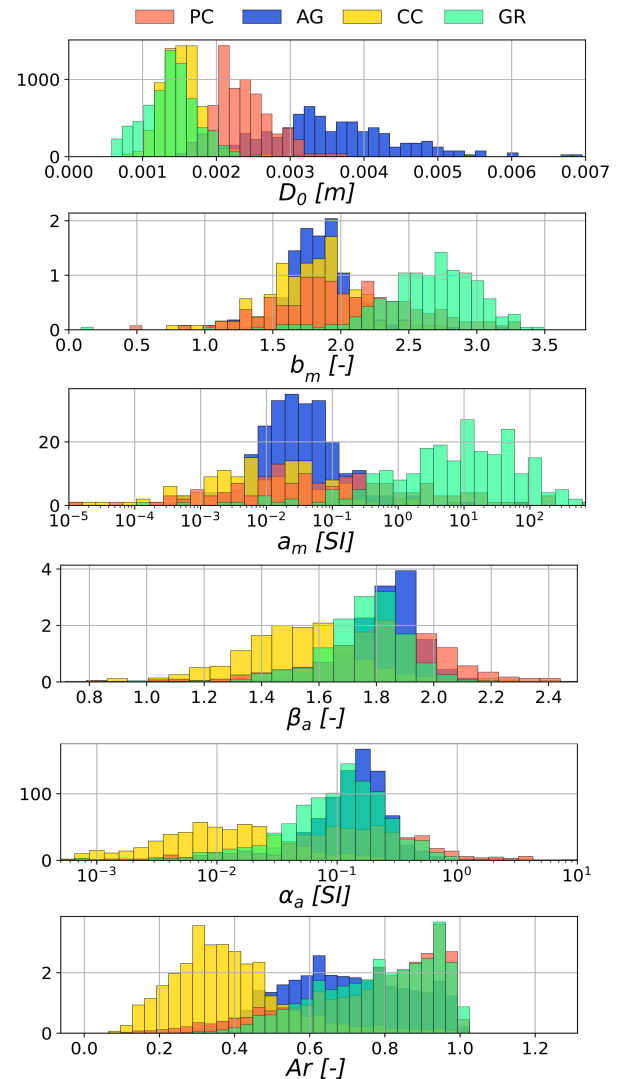 PC AG CC GR
1000
0
0.000 0.001 0.002 0.003 0.004 0.005 0.006 0.007
D₀ [m]
2
1
0
0.0 0.5 1.0 1.5 2.0 2.5 3.0 3.5
bₘ [-]
20
0
10⁻⁵ 10⁻⁴ 10⁻³ 10⁻² 10⁻¹ 10⁰ 10¹ 10²
aₘ [SI]
4
2
0
0.8 1.0 1.2 1.4 1.6 1.8 2.0 2.2 2.4
βₐ [-]
100
0
10⁻³ 10⁻² 10⁻¹ 10⁰ 10¹
αₐ [SI]
2
0
0.0 0.2 0.4 0.6 0.8 1.0 1.2
Ar [-]